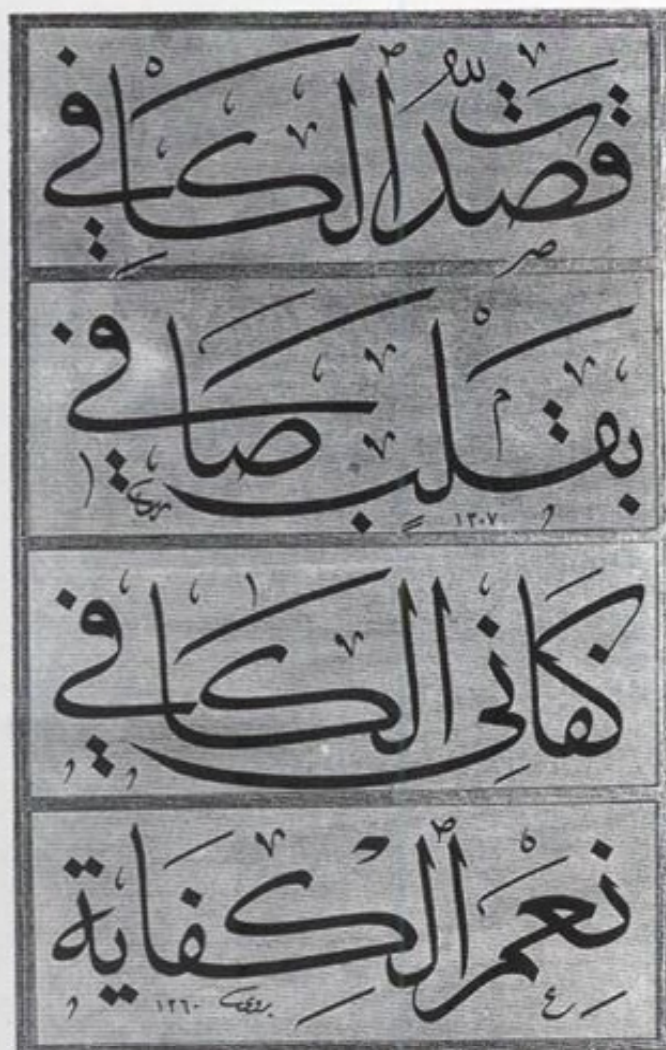 قصدت الكافي
بقلب صافي
١٣٠٧
كفاني الكافي
نعم الكفاية
١٢٦٠